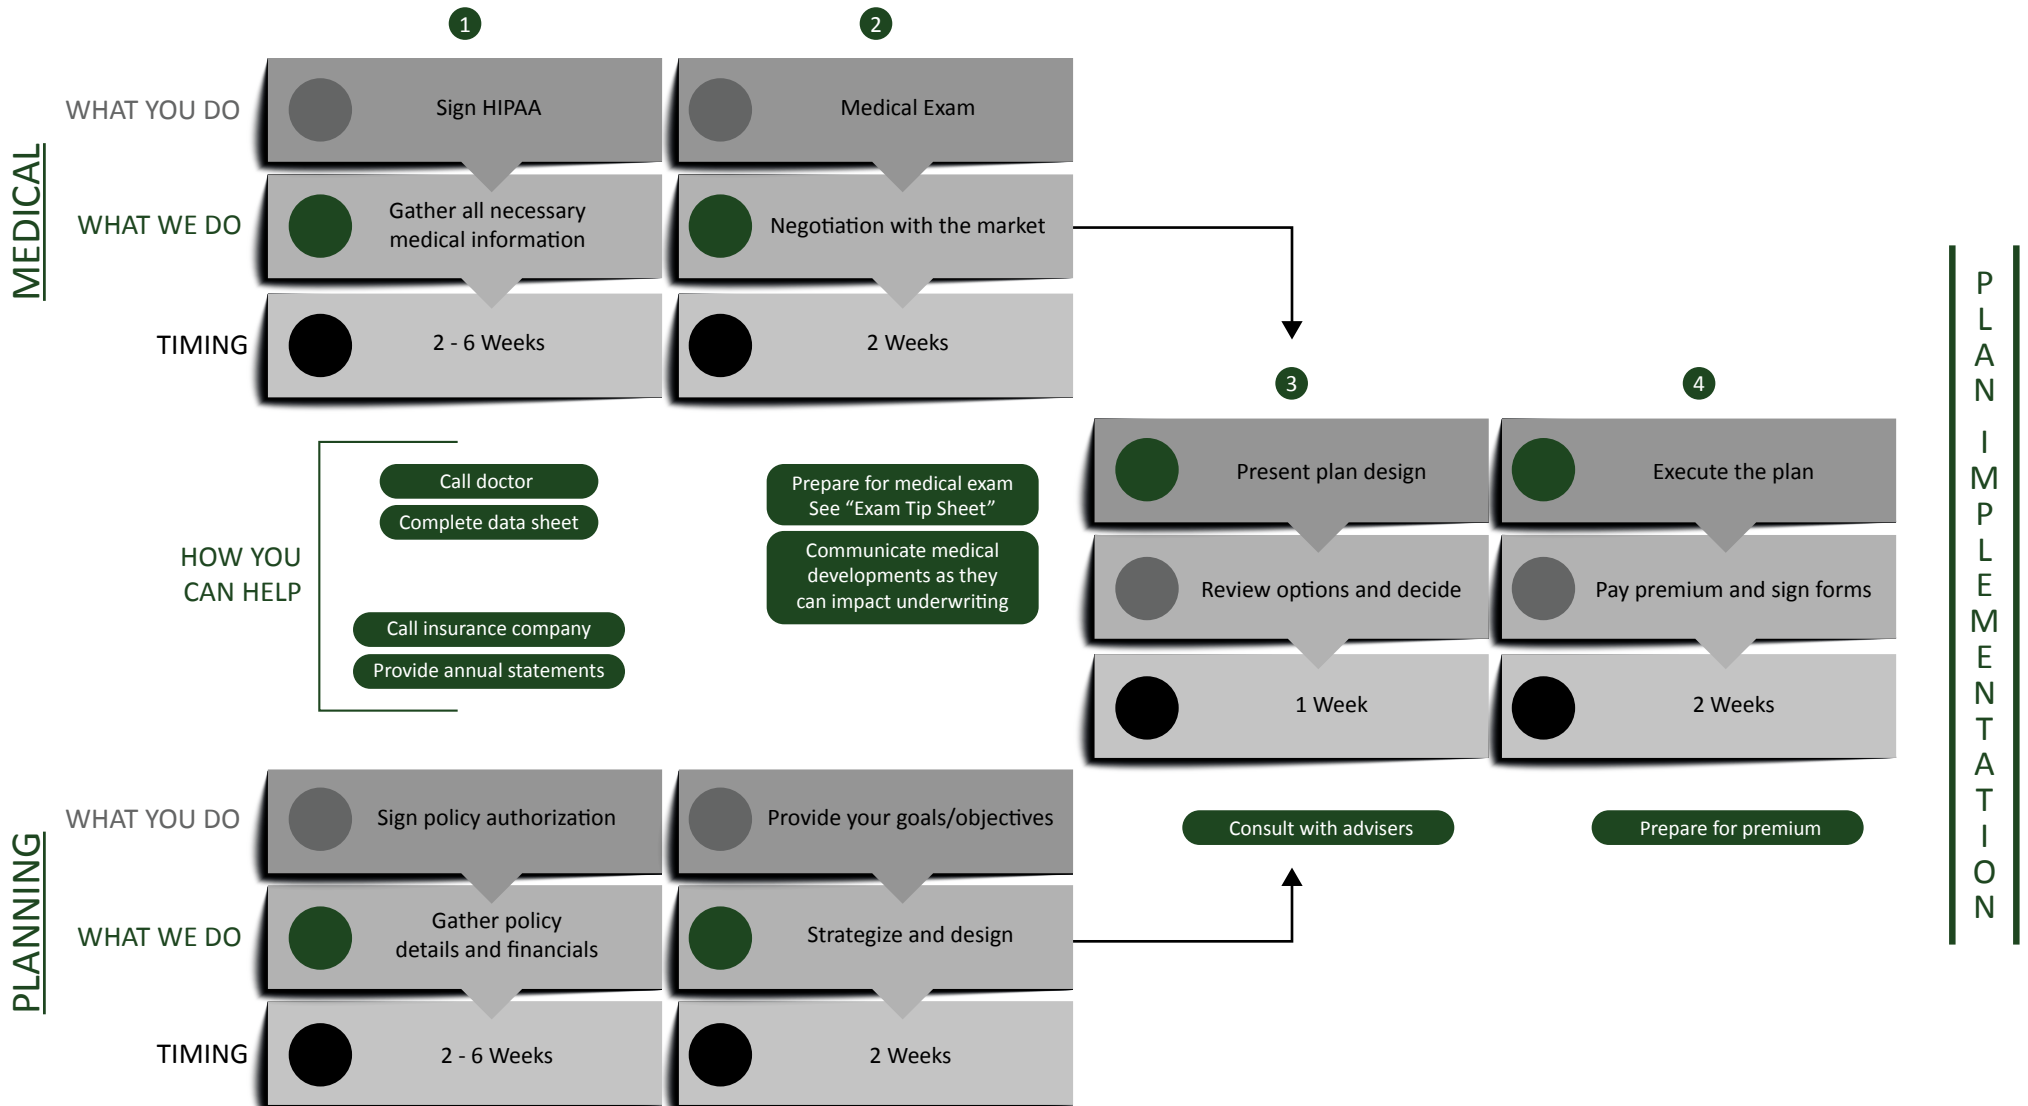 1
2
MEDICAL
WHAT YOU DO
Sign HIPAA
Medical Exam
WHAT WE DO
Gather all necessary
medical information
Negotiation with the market
TIMING
2 - 6 Weeks
2 Weeks
HOW YOU
CAN HELP
Call doctor
Complete data sheet
Call insurance company
Provide annual statements
Prepare for medical exam
See “Exam Tip Sheet”
Communicate medical
developments as they
can impact underwriting
3
4
Present plan design
Execute the plan
Review options and decide
Pay premium and sign forms
1 Week
2 Weeks
Consult with advisers
Prepare for premium
PLANNING
WHAT YOU DO
Sign policy authorization
Provide your goals/objectives
WHAT WE DO
Gather policy
details and financials
Strategize and design
TIMING
2 - 6 Weeks
2 Weeks
PLAN IMPLEMENTATION